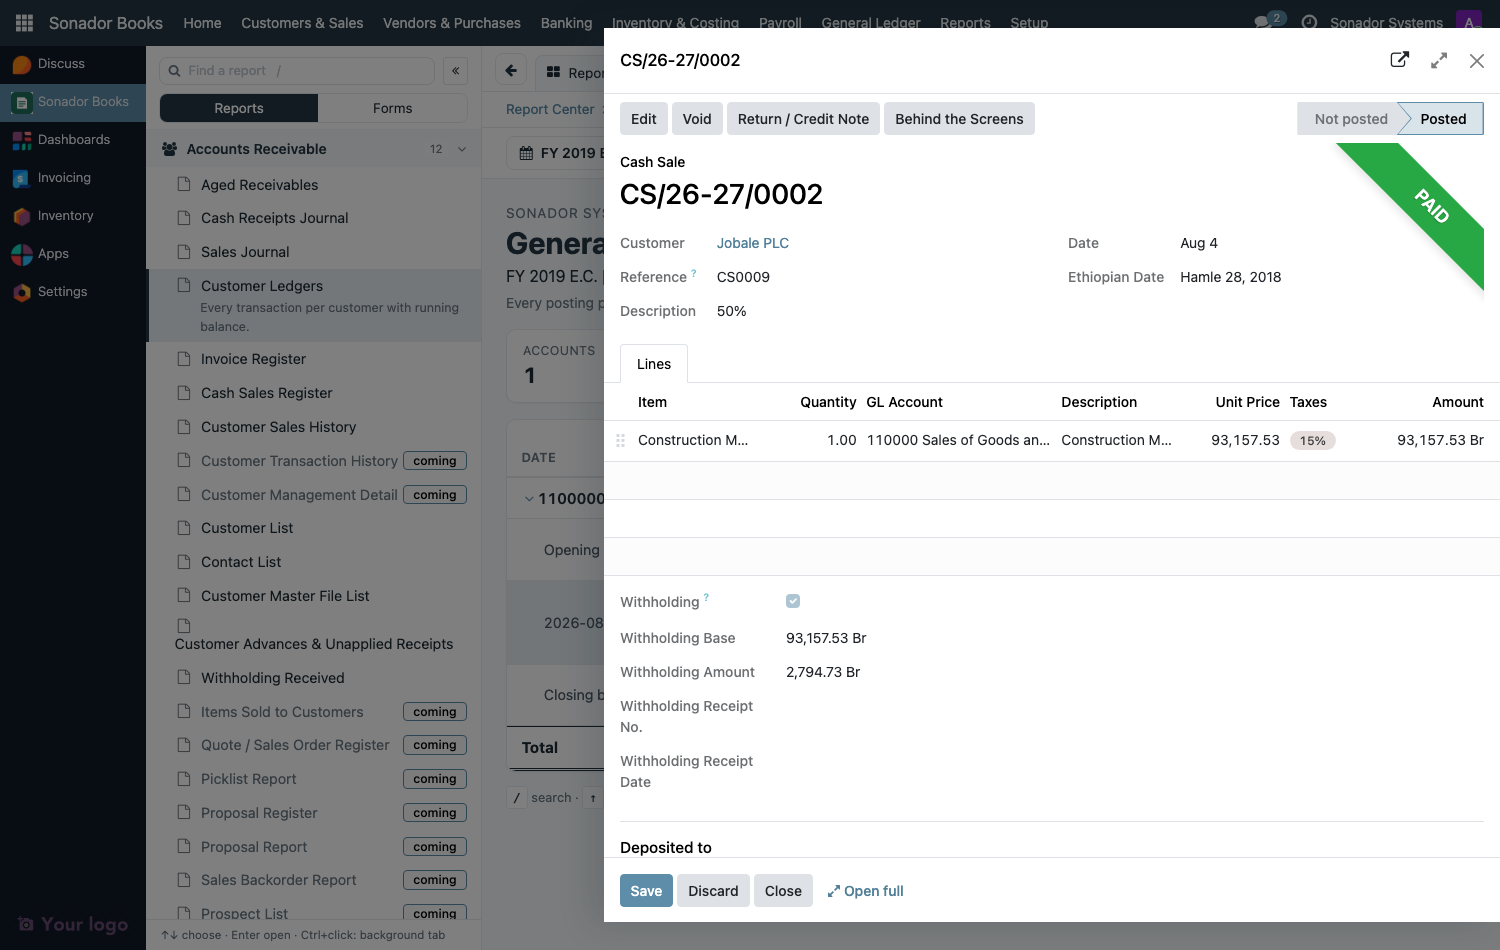 Sonador Books
Home
Customers & Sales
Vendors & Purchases
Banking
Inventory & Costing
Payroll
General Ledger
Reports
Setup
2
Sonador Systems
A
Discuss
Sonador Books
Dashboards
Invoicing
Inventory
Apps
Settings
Your logo
Find a report /
«
Reports
Forms
Accounts Receivable
12
Aged Receivables
Cash Receipts Journal
Sales Journal
Customer Ledgers
Every transaction per customer with running
balance.
Invoice Register
Cash Sales Register
Customer Sales History
Customer Transaction History coming
Customer Management Detail coming
Customer List
Contact List
Customer Master File List
Customer Advances & Unapplied Receipts
Withholding Received
Items Sold to Customers coming
Quote / Sales Order Register coming
Picklist Report coming
Proposal Register coming
Proposal Report coming
Sales Backorder Report coming
Prospect List coming
↑↓ choose · Enter open · Ctrl+click: background tab
Report Center
FY 2019
FY 2019 E.C.
Every posting
ACCOUNTS
1
DATE
1100000
Opening
2026-08
Closing
Total
/ search · ↑
CS/26-27/0002
Edit
Void
Return / Credit Note
Behind the Screens
Not posted
Posted
Cash Sale
CS/26-27/0002
PAID
Customer Jobale PLC
Date Aug 4
Reference ? CS0009
Ethiopian Date Hamle 28, 2018
Description 50%
Lines
Item Quantity GL Account Description Unit Price Taxes Amount
Construction M... 1.00 110000 Sales of Goods an... Construction M... 93,157.53 15% 93,157.53 Br
Withholding ?
Withholding Base 93,157.53 Br
Withholding Amount 2,794.73 Br
Withholding Receipt
No.
Withholding Receipt
Date
Deposited to
Save
Discard
Close
Open full